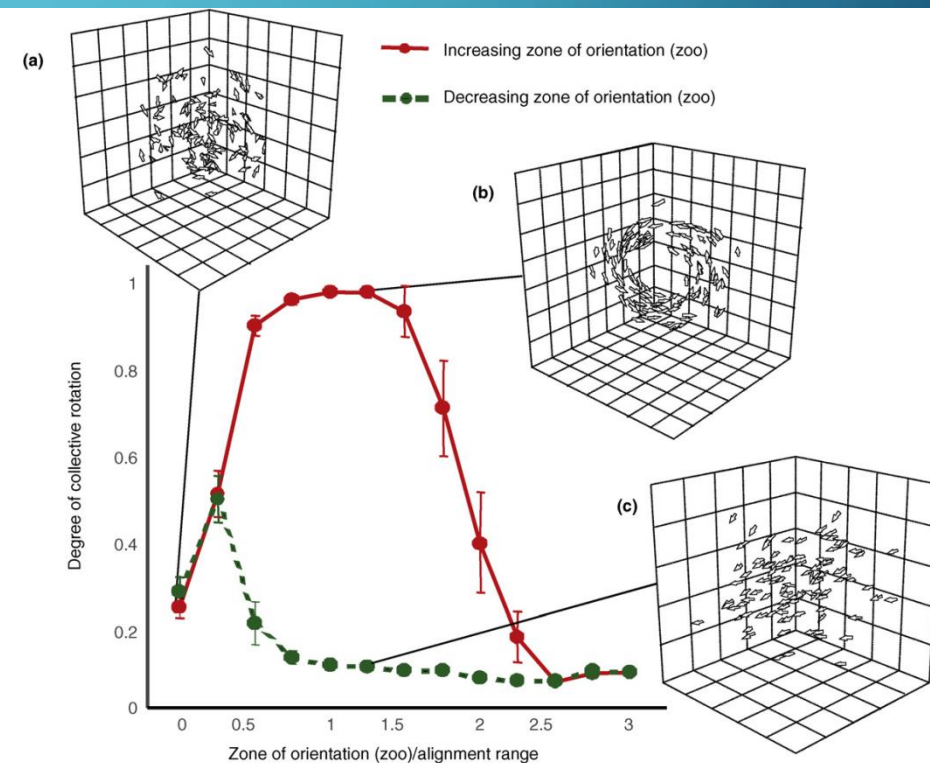 (a)
Increasing zone of orientation (zoo)
Decreasing zone of orientation (zoo)
(b)
(c)
Degree of collective rotation
1
0.8
0.6
0.4
0.2
0
0 0.5 1 1.5 2 2.5 3
Zone of orientation (zoo)/alignment range